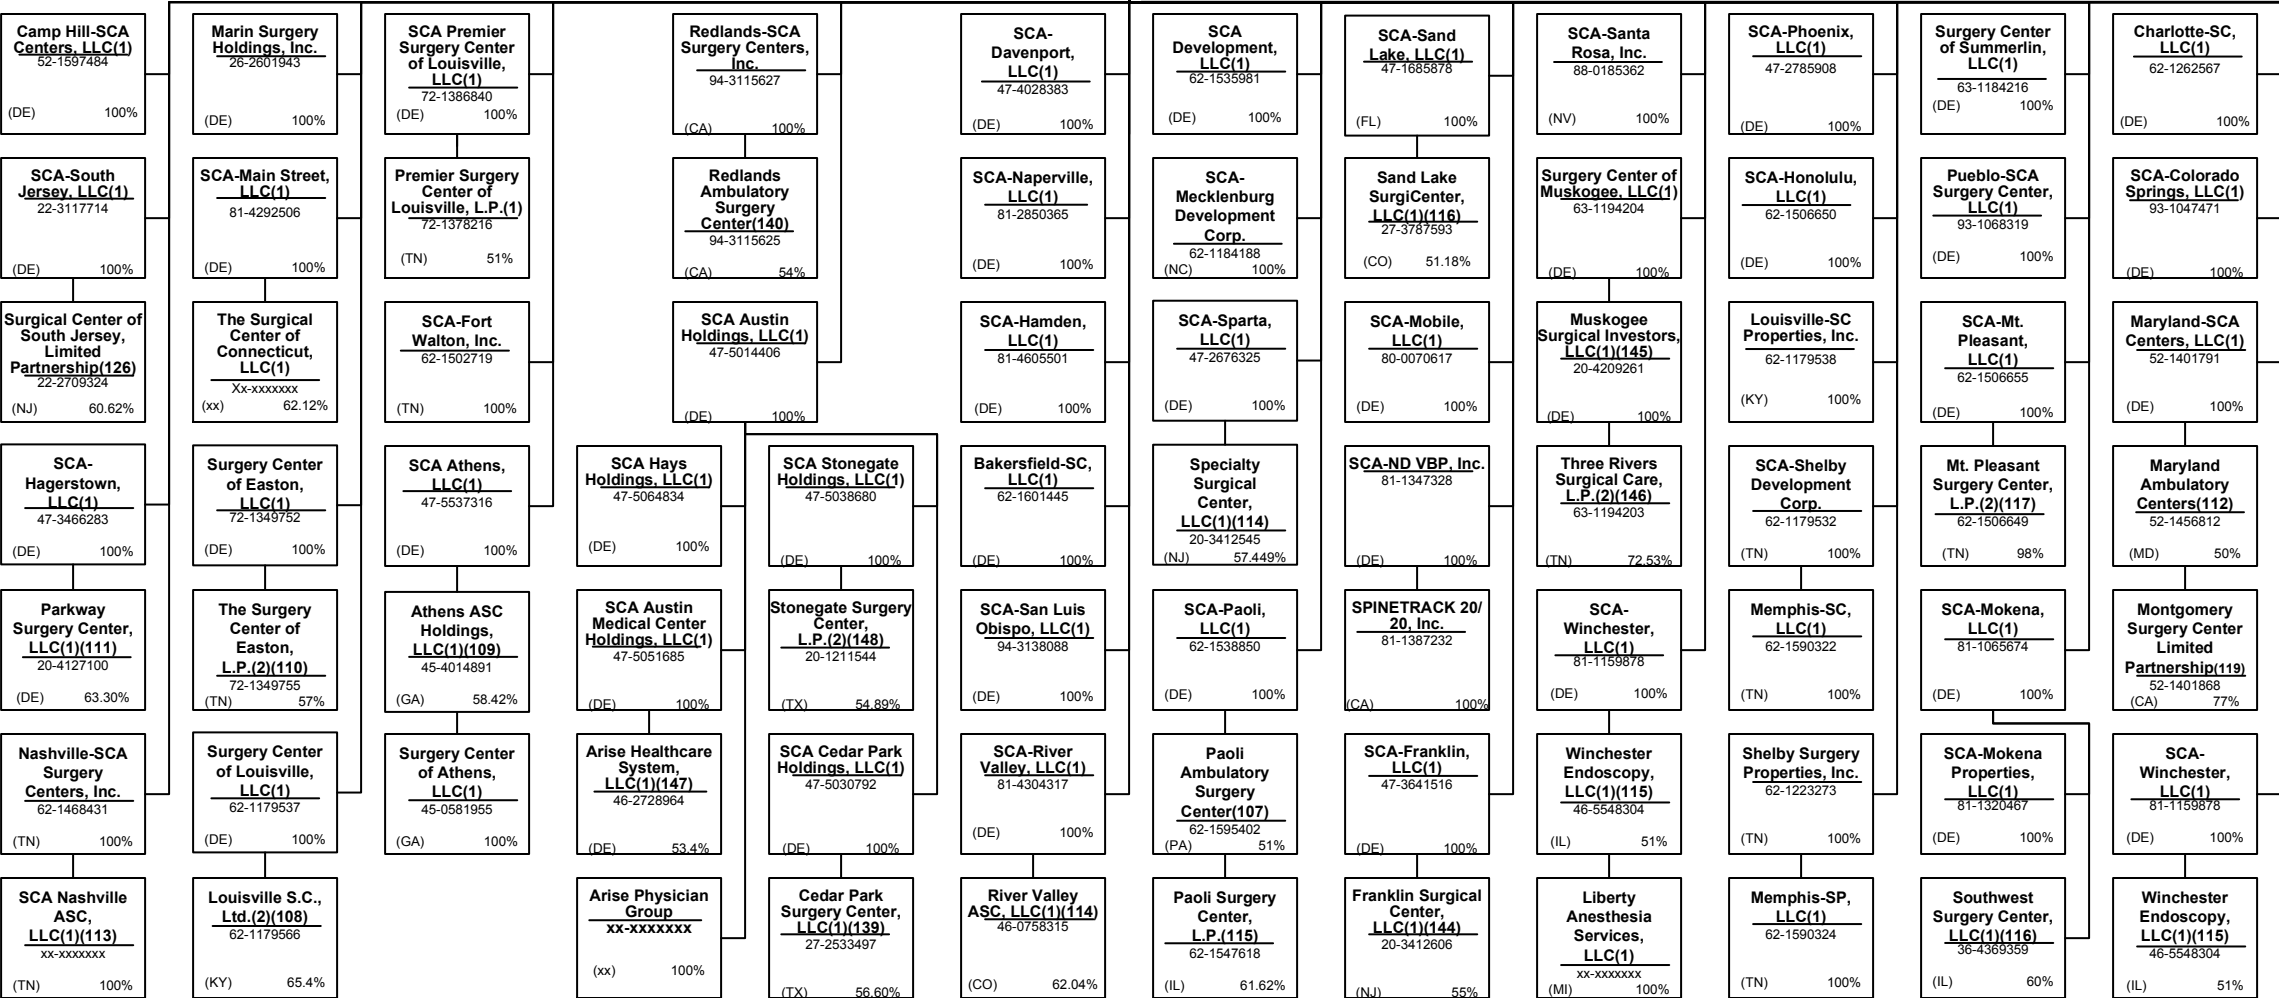 Camp Hill-SCA
Centers, LLC(1)
52-1597484
(DE) 100%
Marin Surgery
Holdings, Inc.
26-2601943
(DE) 100%
SCA Premier
Surgery Center
of Louisville,
LLC(1)
72-1386840
(DE) 100%
Redlands-SCA
Surgery Centers,
Inc.
94-3115627
(CA) 100%
SCA-
Davenport,
LLC(1)
47-4028383
(DE) 100%
SCA
Development,
LLC(1)
62-1535981
(DE) 100%
SCA-Sand
Lake, LLC(1)
47-1685878
(FL) 100%
SCA-Santa
Rosa, Inc.
88-0185362
(NV) 100%
SCA-Phoenix,
LLC(1)
47-2785908
(DE) 100%
Surgery Center
of Summerlin,
LLC(1)
63-1184216
(DE) 100%
Charlotte-SC,
LLC(1)
62-1262567
(DE) 100%
SCA-South
Jersey, LLC(1)
22-3117714
(DE) 100%
SCA-Main Street,
LLC(1)
81-4292506
(DE) 100%
Premier Surgery
Center of
Louisville, L.P.(1)
72-1378216
(TN) 51%
Redlands
Ambulatory
Surgery
Center(140)
94-3115625
(CA) 54%
SCA-Naperville,
LLC(1)
81-2850365
(DE) 100%
SCA-
Mecklenburg
Development
Corp.
62-1184188
(NC) 100%
Sand Lake
SurgiCenter,
LLC(1)(116)
27-3787593
(CO) 51.18%
Surgery Center of
Muskogee, LLC(1)
63-1194204
(DE) 100%
SCA-Honolulu,
LLC(1)
62-1506650
(DE) 100%
Pueblo-SCA
Surgery Center,
LLC(1)
93-1068319
(DE) 100%
SCA-Colorado
Springs, LLC(1)
93-1047471
(DE) 100%
Surgical Center of
South Jersey,
Limited
Partnership(126)
22-2709324
(NJ) 60.62%
The Surgical
Center of
Connecticut,
LLC(1)
Xx-xxxxxxx
(xx) 62.12%
SCA-Fort
Walton, Inc.
62-1502719
(TN) 100%
SCA Austin
Holdings, LLC(1)
47-5014406
(DE) 100%
SCA-Hamden,
LLC(1)
81-4605501
(DE) 100%
SCA-Sparta,
LLC(1)
47-2676325
(DE) 100%
SCA-Mobile,
LLC(1)
80-0070617
(DE) 100%
Muskogee
Surgical Investors,
LLC(1)(145)
20-4209261
(DE) 100%
Louisville-SC
Properties, Inc.
62-1179538
(KY) 100%
SCA-Mt.
Pleasant,
LLC(1)
62-1506655
(DE) 100%
Maryland-SCA
Centers, LLC(1)
52-1401791
(DE) 100%
SCA-
Hagerstown,
LLC(1)
47-3466283
(DE) 100%
Surgery Center
of Easton,
LLC(1)
72-1349752
(DE) 100%
SCA Athens,
LLC(1)
47-5537316
(DE) 100%
SCA Hays
Holdings, LLC(1)
47-5064834
(DE) 100%
SCA Stonegate
Holdings, LLC(1)
47-5038680
(DE) 100%
Bakersfield-SC,
LLC(1)
62-1601445
(DE) 100%
Specialty
Surgical
Center,
LLC(1)(114)
20-3412545
(NJ) 57.449%
SCA-ND VBP, Inc.
81-1347328
(DE) 100%
Three Rivers
Surgical Care,
L.P.(2)(146)
63-1194203
(TN) 72.53%
SCA-Shelby
Development
Corp.
62-1179532
(TN) 100%
Mt. Pleasant
Surgery Center,
L.P.(2)(117)
62-1506649
(TN) 98%
Maryland
Ambulatory
Centers(112)
52-1456812
(MD) 50%
Parkway
Surgery Center,
LLC(1)(111)
20-4127100
(DE) 63.30%
The Surgery
Center of
Easton,
L.P.(2)(110)
72-1349755
(TN) 57%
Athens ASC
Holdings,
LLC(1)(109)
45-4014891
(GA) 58.42%
SCA Austin
Medical Center
Holdings, LLC(1)
47-5051685
(DE) 100%
Stonegate Surgery
Center,
L.P.(2)(148)
20-1211544
(TX) 54.89%
SCA-San Luis
Obispo, LLC(1)
94-3138088
(DE) 100%
SCA-Paoli,
LLC(1)
62-1538850
(DE) 100%
SPINETRACK 20/
20, Inc.
81-1387232
(CA) 100%
SCA-
Winchester,
LLC(1)
81-1159878
(DE) 100%
Memphis-SC,
LLC(1)
62-1590322
(TN) 100%
SCA-Mokena,
LLC(1)
81-1065674
(DE) 100%
Montgomery
Surgery Center
Limited
Partnership(119)
52-1401868
(CA) 77%
Nashville-SCA
Surgery
Centers, Inc.
62-1468431
(TN) 100%
Surgery Center
of Louisville,
LLC(1)
62-1179537
(DE) 100%
Surgery Center
of Athens,
LLC(1)
45-0581955
(GA) 100%
Arise Healthcare
System,
LLC(1)(147)
46-2728964
(DE) 53.4%
SCA Cedar Park
Holdings, LLC(1)
47-5030792
(DE) 100%
SCA-River
Valley, LLC(1)
81-4304317
(DE) 100%
Paoli
Ambulatory
Surgery
Center(107)
62-1595402
(PA) 51%
SCA-Franklin,
LLC(1)
47-3641516
(DE) 100%
Winchester
Endoscopy,
LLC(1)(115)
46-5548304
(IL) 51%
Shelby Surgery
Properties, Inc.
62-1223273
(TN) 100%
SCA-Mokena
Properties,
LLC(1)
81-1320467
(DE) 100%
SCA-
Winchester,
LLC(1)
81-1159878
(DE) 100%
SCA Nashville
ASC,
LLC(1)(113)
xx-xxxxxxx
(TN) 100%
Louisville S.C.,
Ltd.(2)(108)
62-1179566
(KY) 65.4%
Arise Physician
Group
xx-xxxxxxx
(xx) 100%
Cedar Park
Surgery Center,
LLC(1)(139)
27-2533497
(TX) 56.60%
River Valley
ASC, LLC(1)(114)
46-0758315
(CO) 62.04%
Paoli Surgery
Center,
L.P.(115)
62-1547618
(IL) 61.62%
Franklin Surgical
Center,
LLC(1)(144)
20-3412606
(NJ) 55%
Liberty
Anesthesia
Services,
LLC(1)
xx-xxxxxxx
(MI) 100%
Memphis-SP,
LLC(1)
62-1590324
(TN) 100%
Southwest
Surgery Center,
LLC(1)(116)
36-4369359
(IL) 60%
Winchester
Endoscopy,
LLC(1)(115)
46-5548304
(IL) 51%